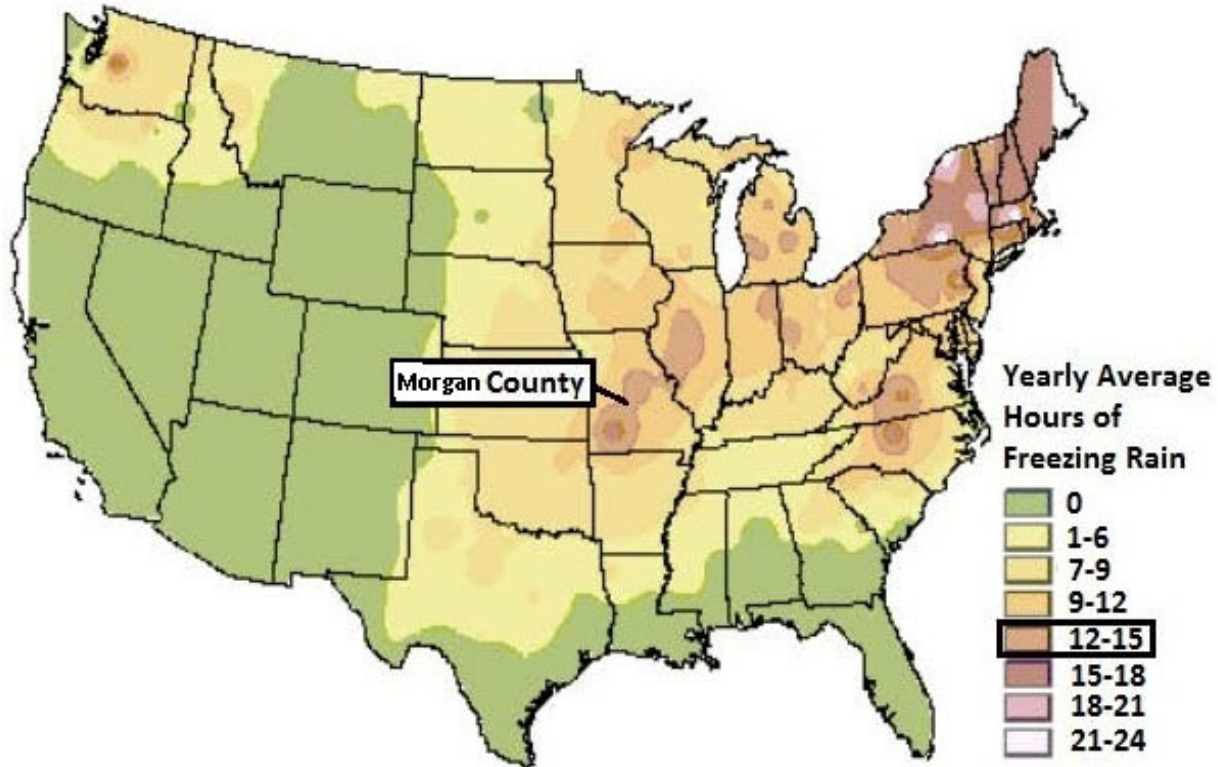 Morgan County
Yearly Average
Hours of
Freezing Rain
0
1-6
7-9
9-12
12-15
15-18
18-21
21-24